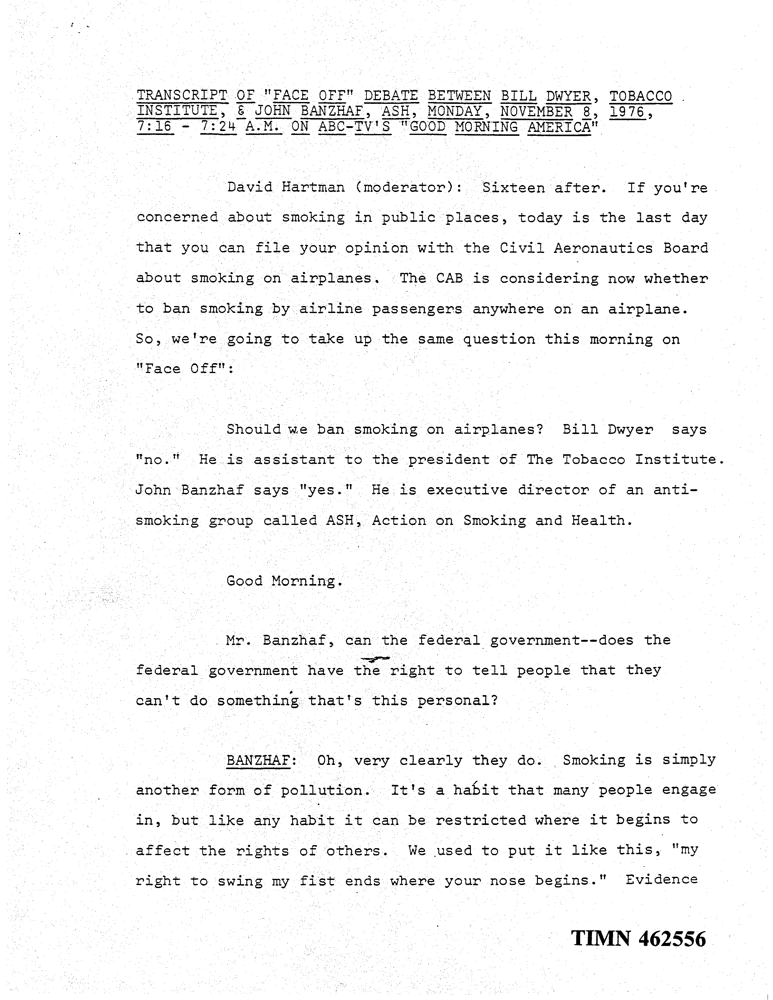 TRANSCRIPT OF "FACE OFF" DEBATE BETWEEN BILL DWYER, TOBACCO
INSTITUTE, & JOHN BANZHAF, ASH, MONDAY, NOVEMBER 8, 1976,
7:16 - 7:24 A.M. ON ABC-TV'S "GOOD MORNING AMERICA"
David Hartman (moderator): Sixteen after. If you're
concerned about smoking in public places, today is the last day
that you can file your opinion with the Civil Aeronautics Board
about smoking on airplanes. The CAB is considering now whether
to ban smoking by airline passengers anywhere on an airplane.
So, we're going to take up the same question this morning on
"Face Off":
Should we ban smoking on airplanes? Bill Dwyer says
"no." He is assistant to the president of The Tobacco Institute.
John Banzhaf says "yes." He is executive director of an anti-
smoking group called ASH, Action on Smoking and Health.
Good Morning.
Mr. Banzhaf, can the federal government--does the
federal government have the right to tell people that they
can't do something that's this personal?
BANZHAF: Oh, very clearly they do. Smoking is simply
another form of pollution. It's a habit that many people engage
in, but like any habit it can be restricted where it begins to
affect the rights of others. We used to put it like this, "my
right to swing my fist ends where your nose begins." Evidence
TIMN 462556